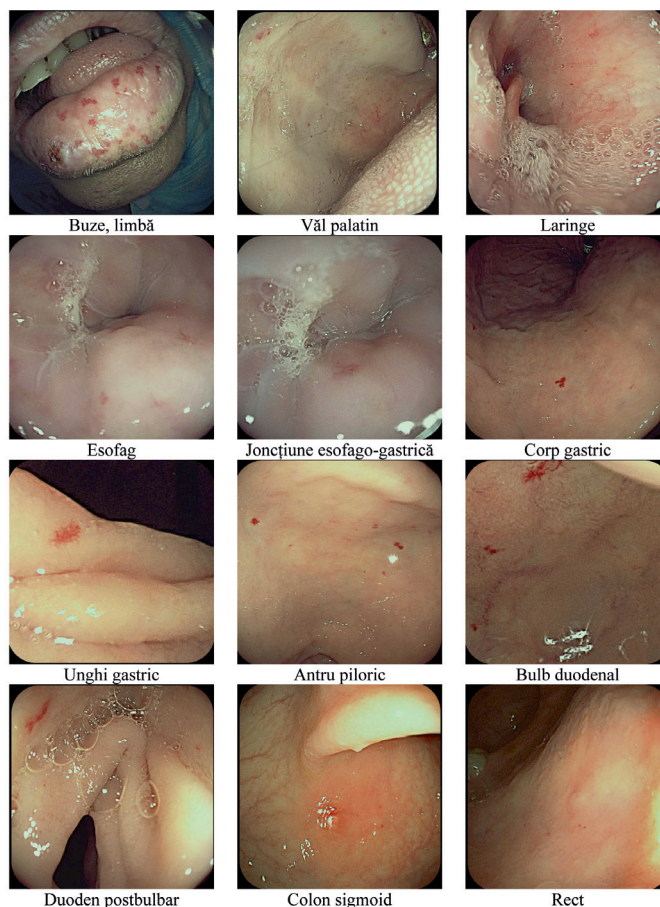 Buze, limbă
Văl palatin
Laringe
Esofag
Joncțiune esofago-gastrică
Corp gastric
Unghi gastric
Antru piloric
Bulb duodenal
Duoden postbulbar
Colon sigmoid
Rect